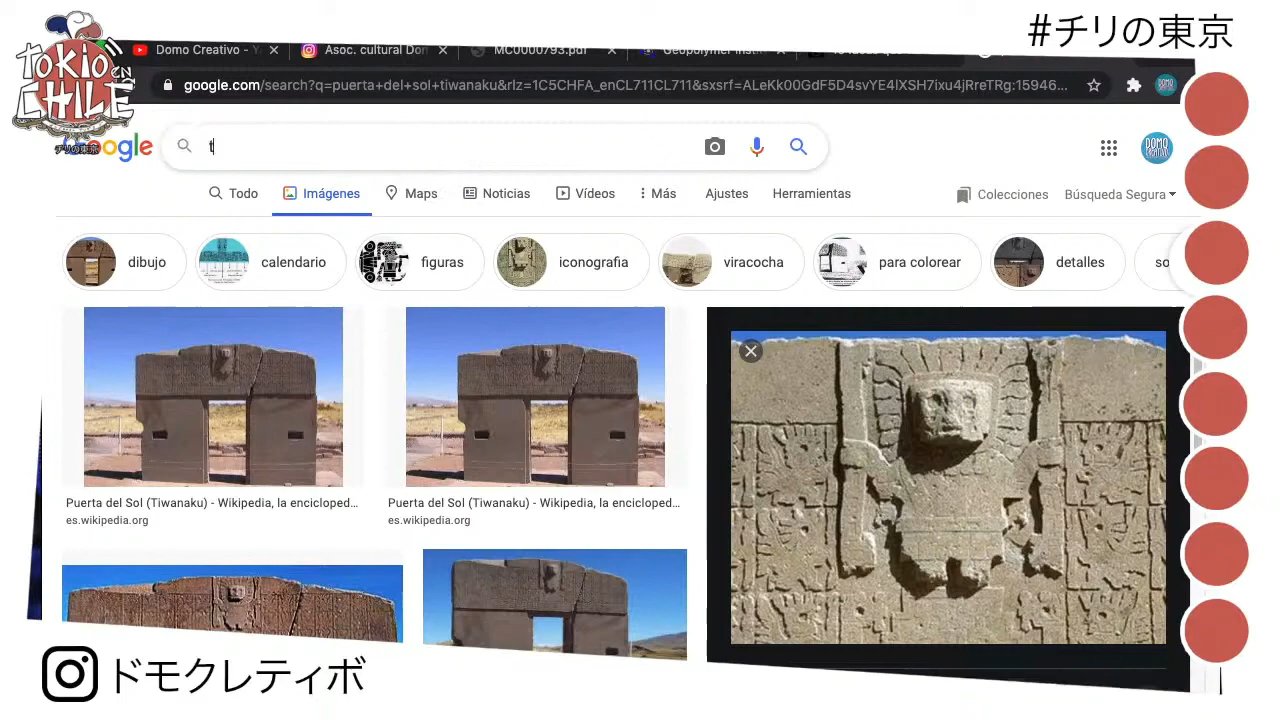 #チリの東京
TOKIO
EN
CHILE
チリの東京
Domo Creativo - Y
Asoc. cultural Dom
MC0000793.pdf
google.com/search?q=puerta+del+sol+tiwanaku&rlz=1C5CHFA_enCL711CL711&sxsrf=ALeKk00GdF5D4svYE4lXSH7ixu4jRreTRg:15946...
Google
t
DOMO
Todo
Imágenes
Maps
Noticias
Vídeos
Más
Ajustes
Herramientas
Colecciones
Búsqueda Segura
dibujo
calendario
figuras
iconografia
viracocha
para colorear
detalles
so
Puerta del Sol (Tiwanaku) - Wikipedia, la encicloped...
es.wikipedia.org
Puerta del Sol (Tiwanaku) - Wikipedia, la encicloped...
es.wikipedia.org
ドモクレティボ